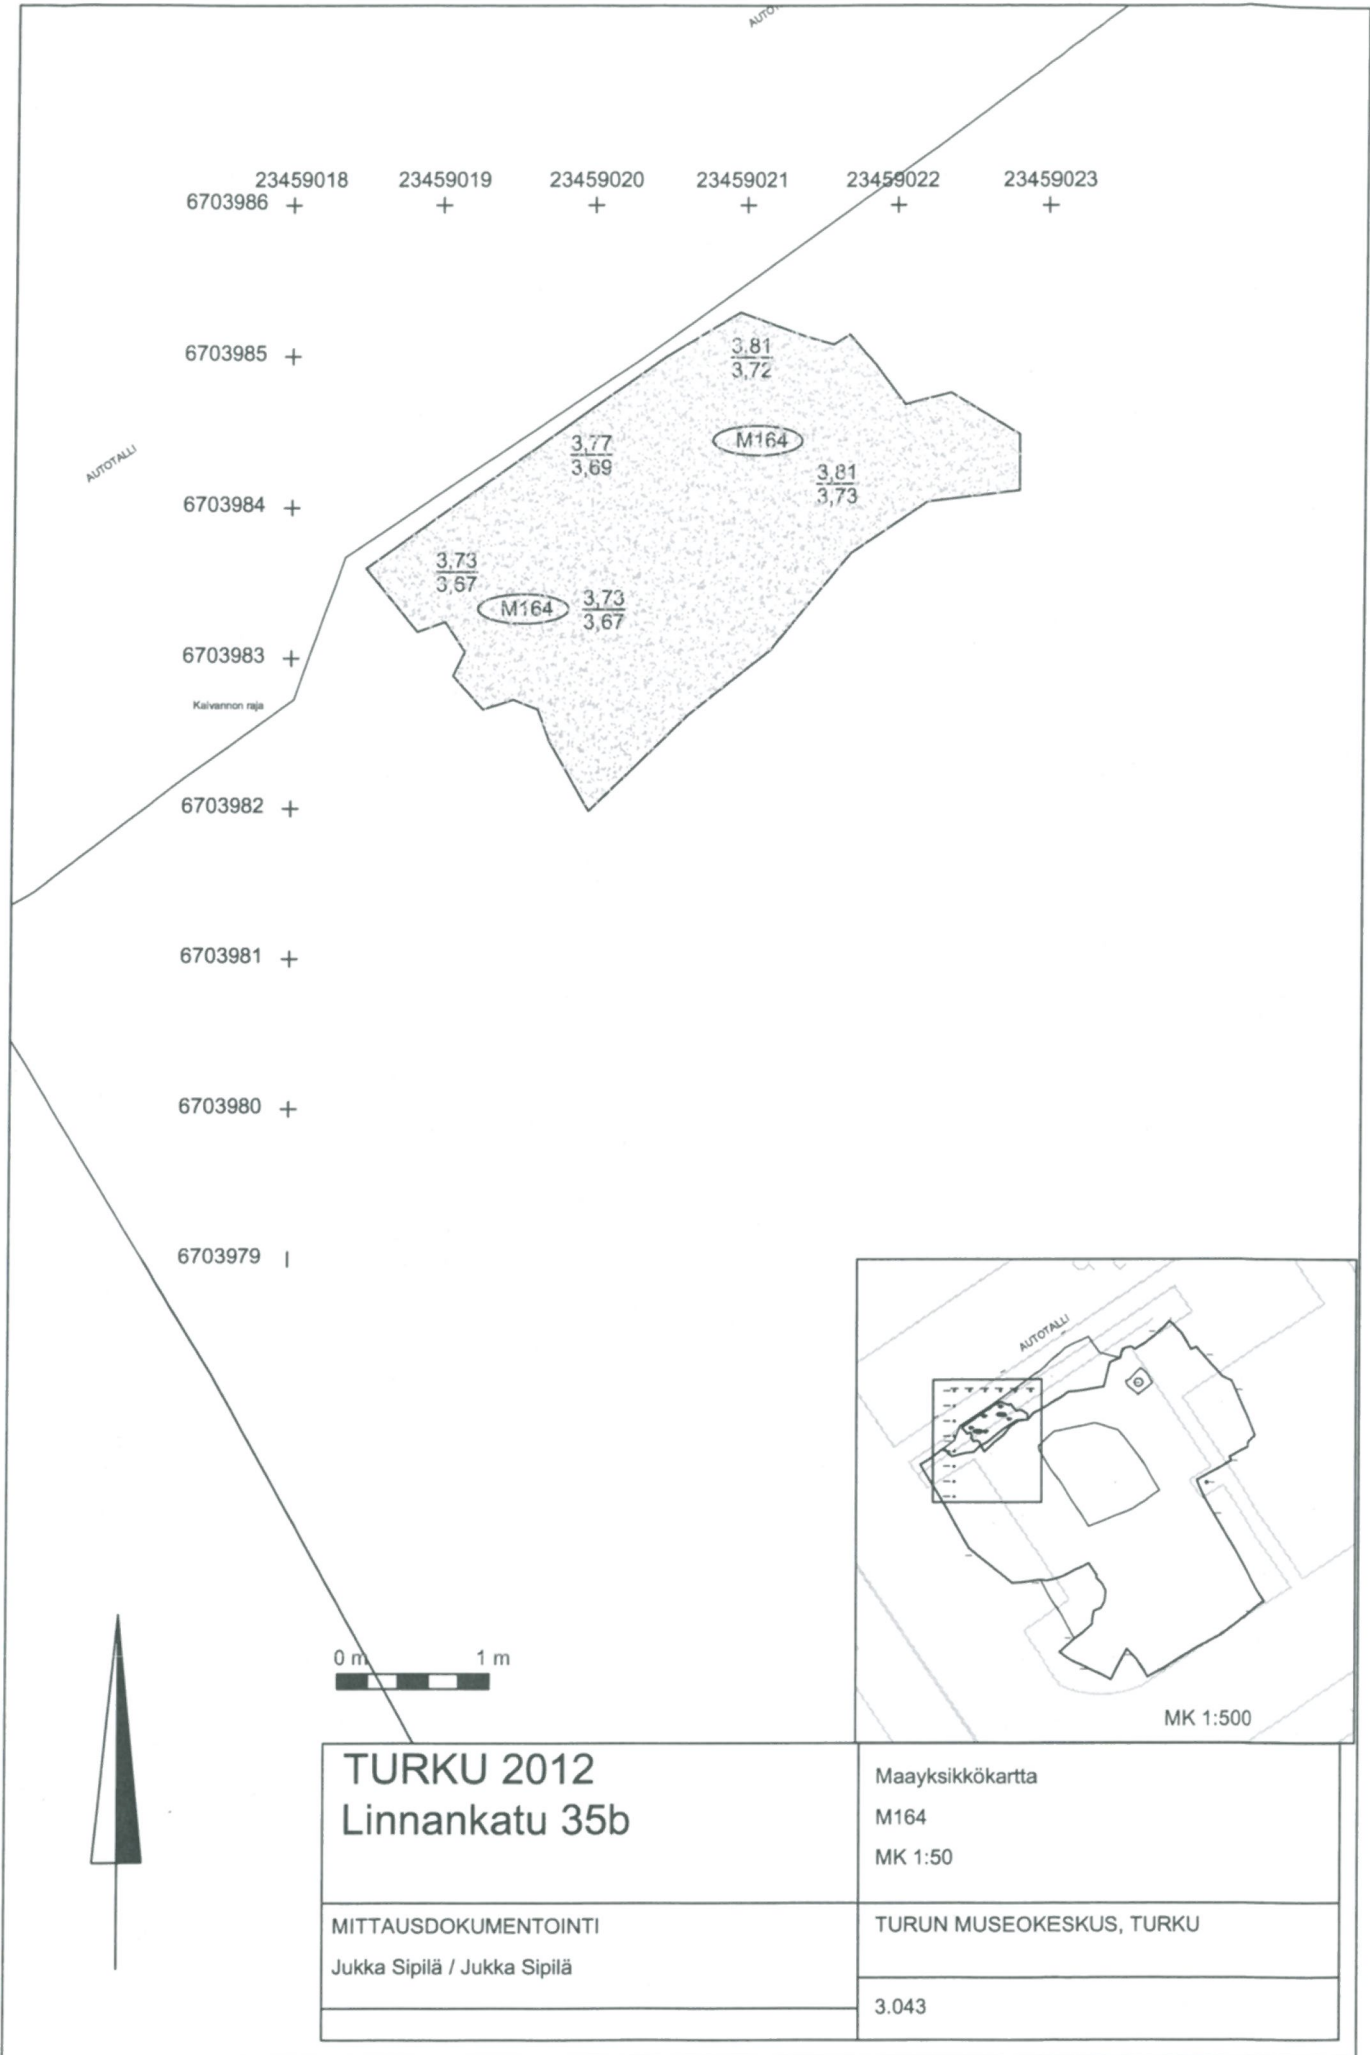 23459018 23459019 23459020 23459021 23459022 23459023
6703986
6703985
3,81
3,72
M164
3,77
3,69
3,81
3,73
AUTOTALLI
6703984
3,73
3,67
M164
3,73
3,67
6703983
Kaivannon raja
6703982
6703981
6703980
6703979
AUTOTALLI
0 m 1 m
MK 1:500
TURKU 2012
Linnankatu 35b
Maayksikkökartta
M164
MK 1:50
MITTAUSDOKUMENTOINTI
Jukka Sipilä / Jukka Sipilä
TURUN MUSEOKESKUS, TURKU
3.043